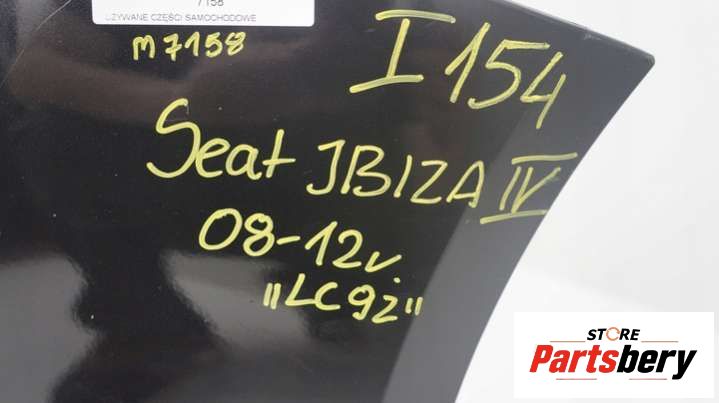 7158
UŻYWANE CZĘŚCI SAMOCHODOWE
M7158
I 154
Seat IBIZA IV
08-12r.
"LC9Z"
STORE
Partsbery